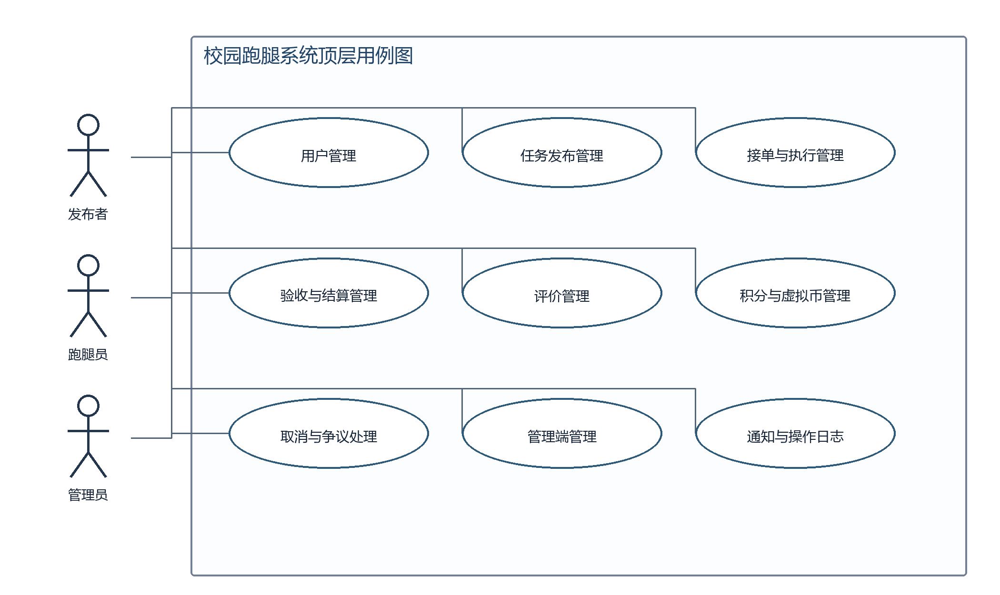 校园跑腿系统顶层用例图
用户管理
任务发布管理
接单与执行管理
发布者
验收与结算管理
评价管理
积分与虚拟币管理
跑腿员
取消与争议处理
管理端管理
通知与操作日志
管理员